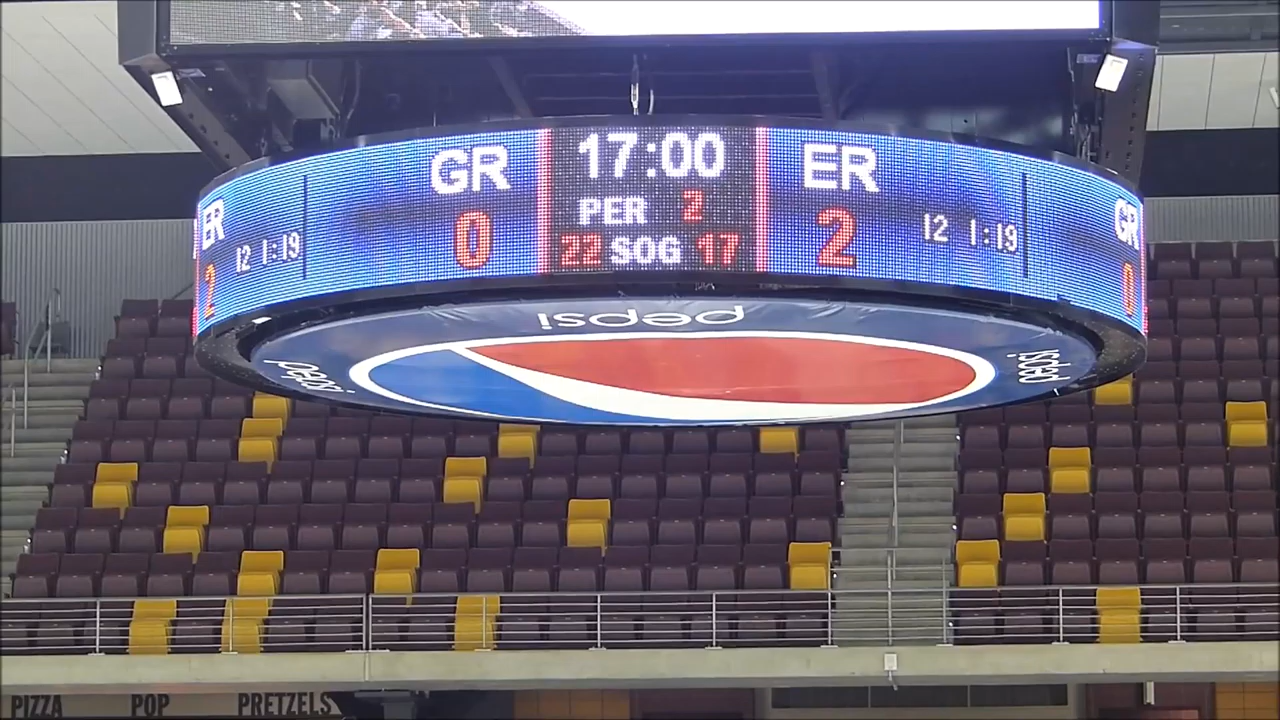 GR 17:00 ER
ER PER 2 GR
12 1:19 0 2 12 1:19
2 22 SOG 17 0
pepsi
pepsi pepsi
PIZZA POP PRETZELS